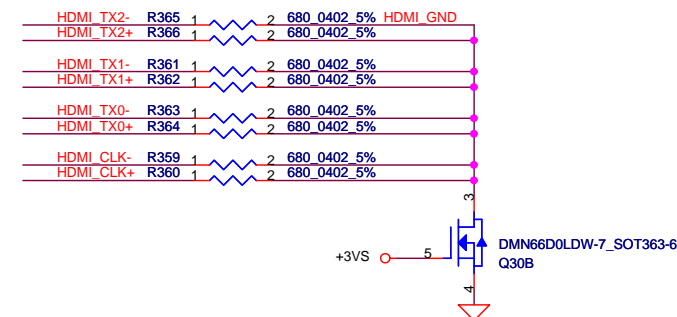 HDMI_TX2- R365 1 2 680_0402_5% HDMI_GND
HDMI_TX2+ R366 1 2 680_0402_5%
HDMI_TX1- R361 1 2 680_0402_5%
HDMI_TX1+ R362 1 2 680_0402_5%
HDMI_TX0- R363 1 2 680_0402_5%
HDMI_TX0+ R364 1 2 680_0402_5%
HDMI_CLK- R359 1 2 680_0402_5%
HDMI_CLK+ R360 1 2 680_0402_5%
3
DMN66D0LDW-7_SOT363-6
+3VS 5 Q30B
4